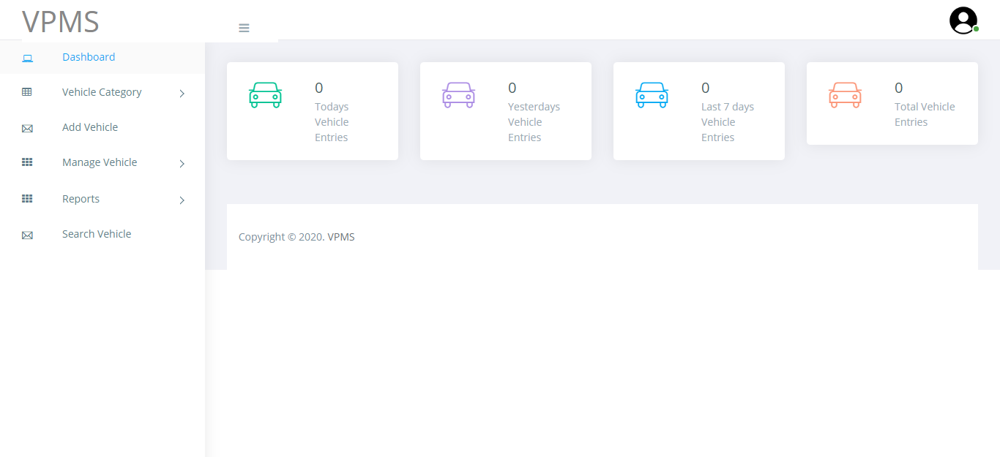 VPMS
Dashboard
Vehicle Category
Add Vehicle
Manage Vehicle
Reports
Search Vehicle
0
Todays
Vehicle
Entries
0
Yesterdays
Vehicle
Entries
0
Last 7 days
Vehicle
Entries
0
Total Vehicle
Entries
Copyright © 2020. VPMS